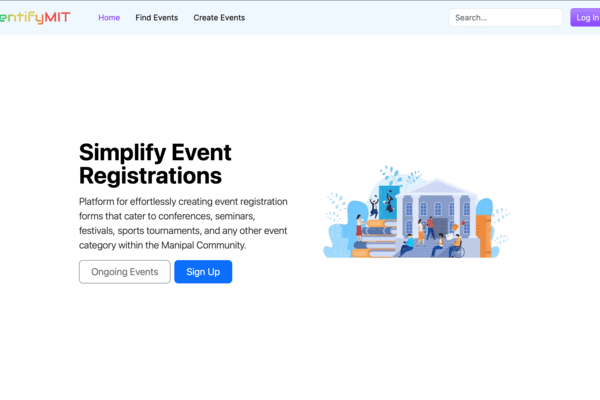 entifyMIT
Home
Find Events
Create Events
Search...
Log In
Simplify Event
Registrations
Platform for effortlessly creating event registration
forms that cater to conferences, seminars,
festivals, sports tournaments, and any other event
category within the Manipal Community.
Ongoing Events
Sign Up